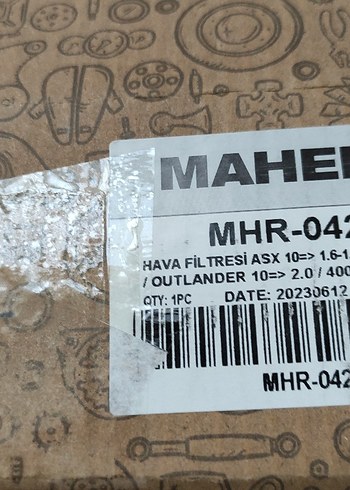 MAHE
MHR-042
HAVA FİLTRESİ ASX 10=> 1.6-1.
/ OUTLANDER 10=> 2.0 / 400
QTY: 1PC DATE: 20230612
MHR-042